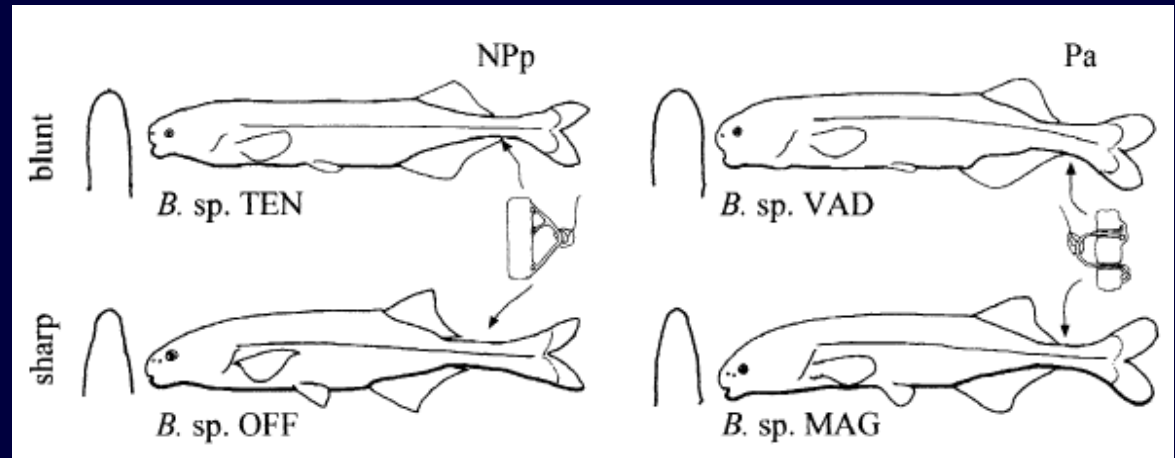 NPp
Pa
blunt
B. sp. TEN
B. sp. VAD
sharp
B. sp. OFF
B. sp. MAG